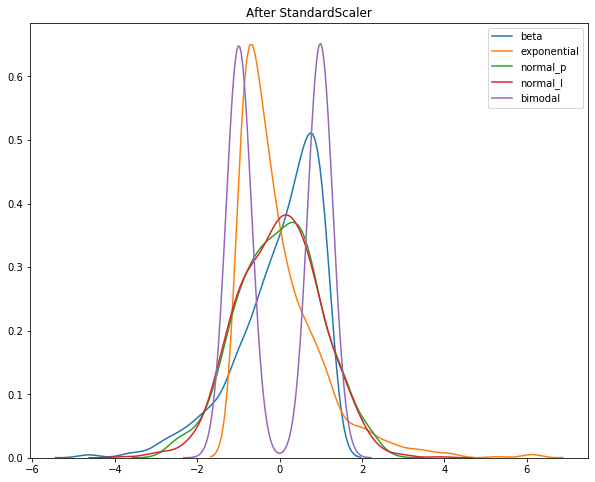 After StandardScaler
beta
exponential
normal_p
normal_l
bimodal
0.6
0.5
0.4
0.3
0.2
0.1
0.0
−6
−4
−2
0
2
4
6